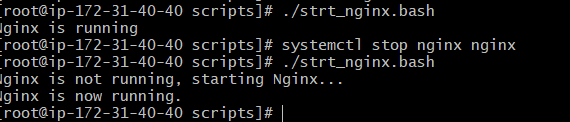 [root@ip-172-31-40-40 scripts]# ./strt_nginx.bash
Nginx is running
[root@ip-172-31-40-40 scripts]# systemctl stop nginx nginx
[root@ip-172-31-40-40 scripts]# ./strt_nginx.bash
Nginx is not running, starting Nginx...
Nginx is now running.
[root@ip-172-31-40-40 scripts]#